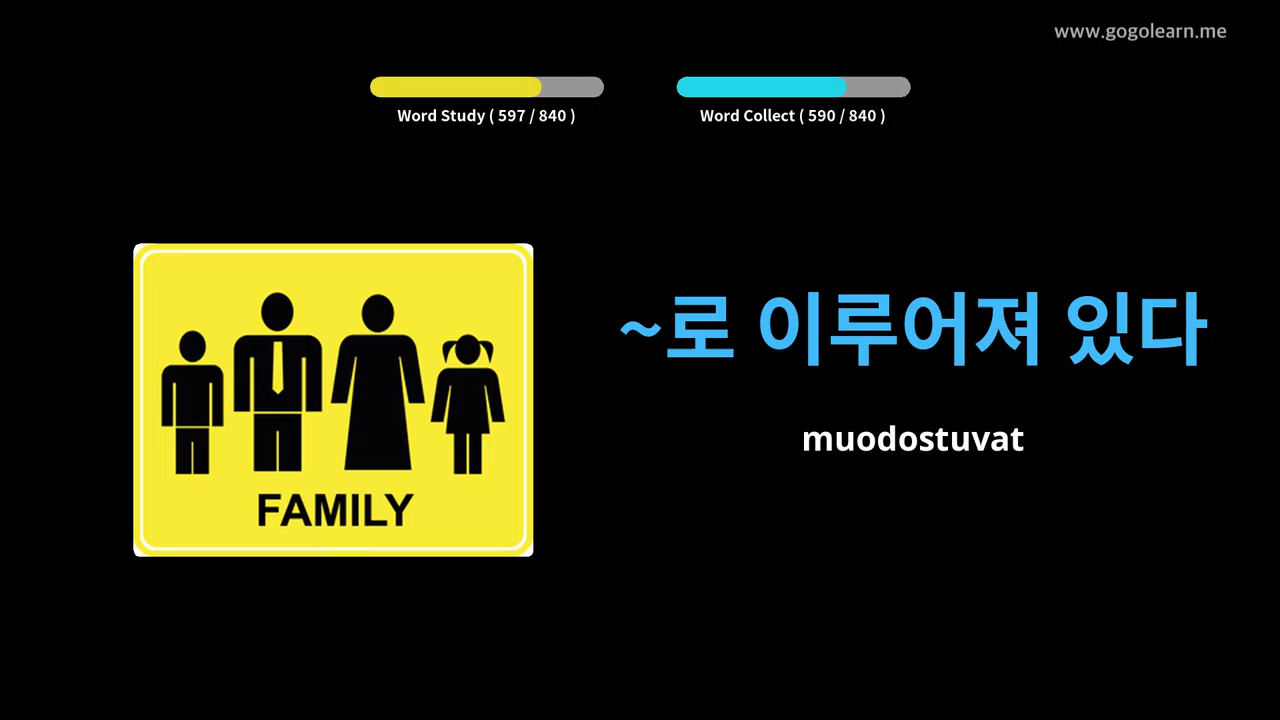 www.gogolearn.me
Word Study ( 597 / 840 )
Word Collect ( 590 / 840 )
~로 이루어져 있다
muodostuvat
FAMILY